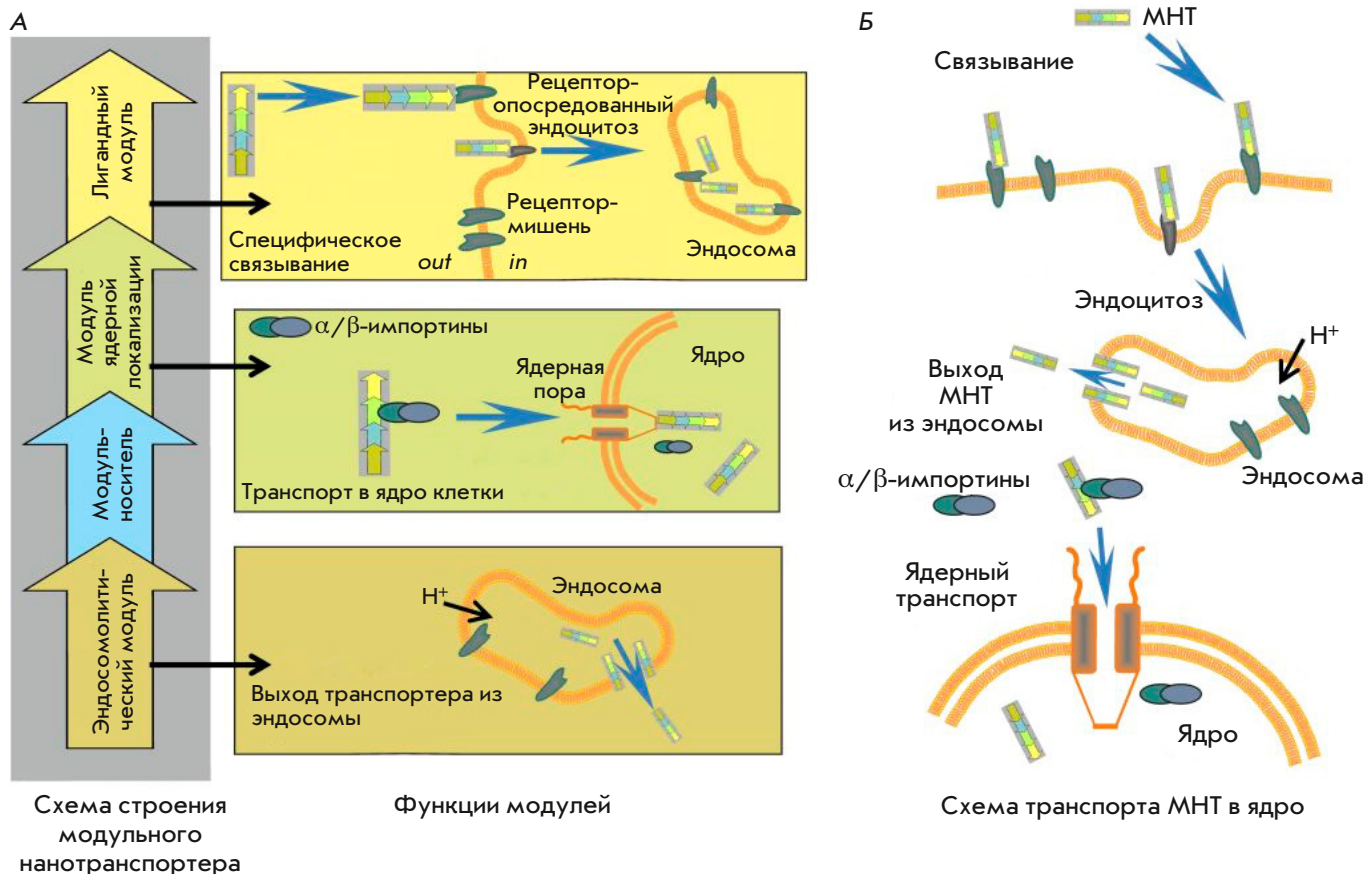 А
Лигандный
модуль
Модуль
ядерной
локализации
Модуль-
носитель
Эндосомолити-
ческий модуль
Схема строения
модульного
нанотранспортера
Рецептор-
опосредованный
эндоцитоз
Рецептор-
мишень
Специфическое
связывание
out
in
Эндосома
α/β-импортины
Ядерная
пора
Ядро
Транспорт в ядро клетки
H+
Эндосома
Выход транспортера из
эндосомы
Функции модулей
Б
МНТ
Связывание
Эндоцитоз
H+
Выход
МНТ
из эндосомы
Эндосома
α/β-импортины
Ядерный
транспорт
Ядро
Схема транспорта МНТ в ядро